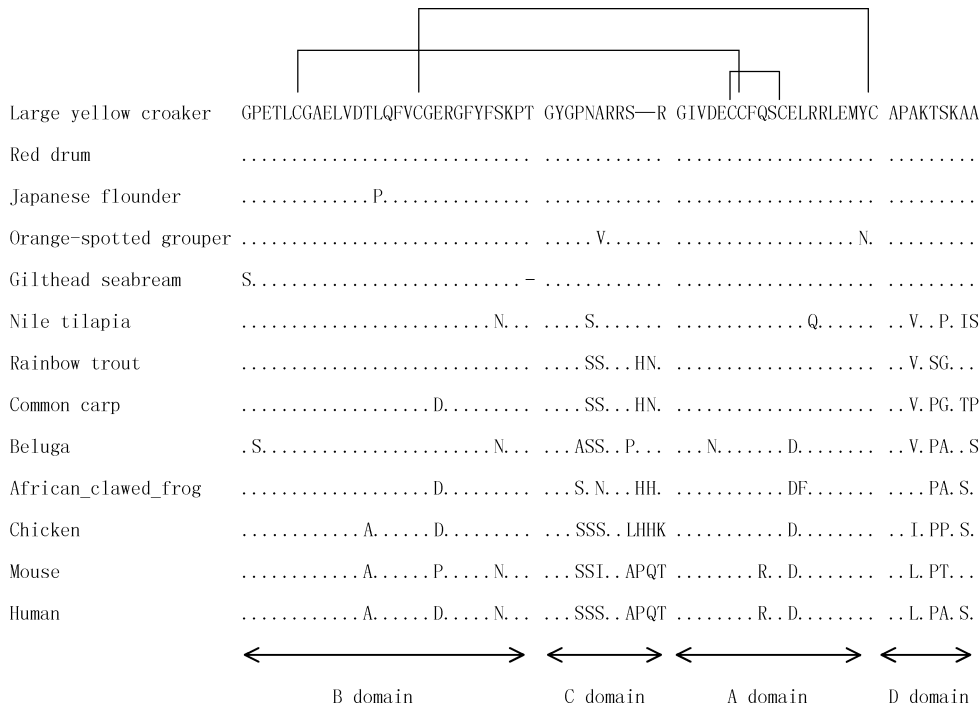 Large yellow croaker GPETLCGAELVDTLQFVCGERGFYFSKPT GYGPNARRS——R GIVDECCFQSCELRRLEMYC APAKTSKAA
Red drum ............................. ............ .................... .........
Japanese flounder .............P............... ............ .................... .........
Orange-spotted grouper ............................. .....V...... ..................N. .........
Gilthead seabream S...........................- ............ .................... .........
Nile tilapia .........................N... ....S....... .............Q...... ..V..P.IS
Rainbow trout ............................. ....SS...HN. .................... ..V.SG...
Common carp ...................D......... ....SS...HN. .................... ..V.PG.TP
Beluga .S.......................N... ...ASS..P... ...N.......D........ ..V.PA..S
African_clawed_frog ...................D......... ...S.N...HH. ...........DF....... ....PA.S.
Chicken ............A......D......... ...SSS..LHHK ...........D........ ..I.PP.S.
Mouse ............A......P.....N... ...SSI..APQT ........R..D........ ..L.PT...
Human ............A......D.....N... ...SSS..APQT ........R..D........ ..L.PA.S.
B domain C domain A domain D domain